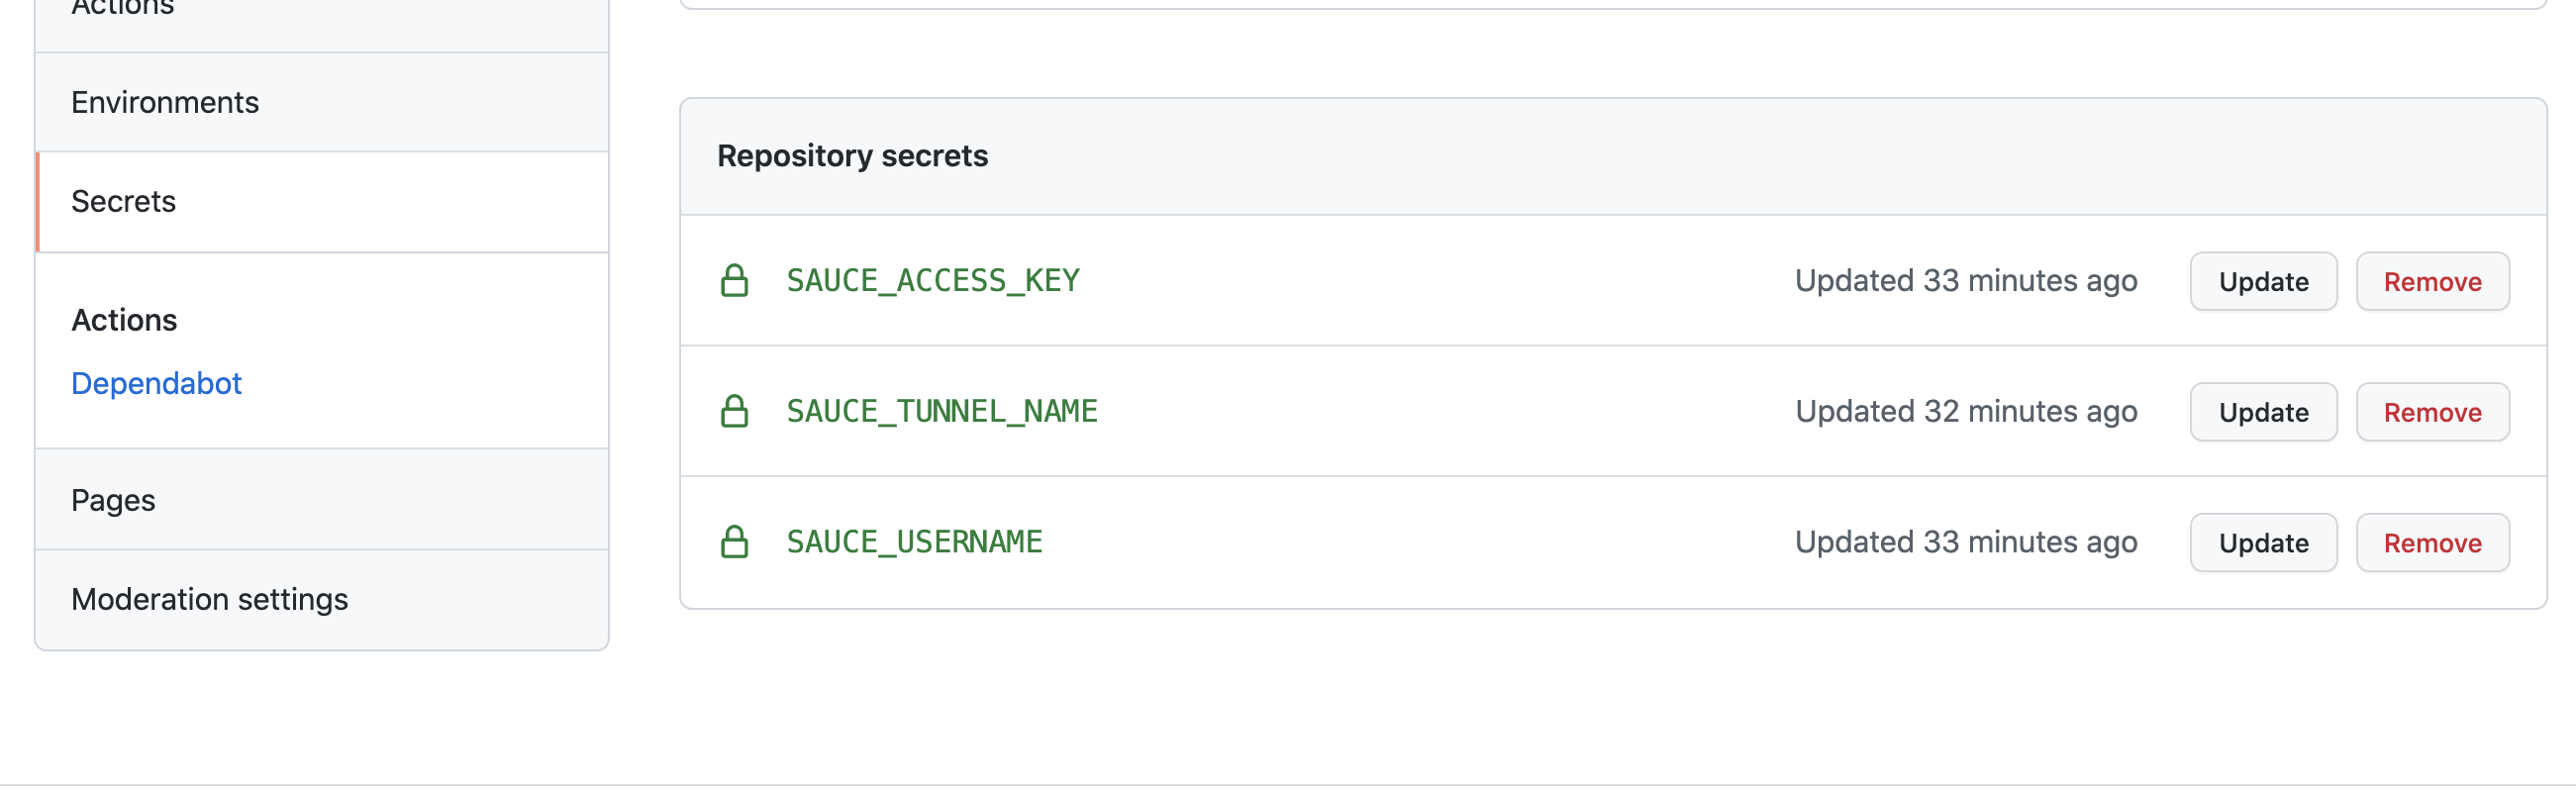 Actions
Environments
Secrets
Actions
Dependabot
Pages
Moderation settings
Repository secrets
SAUCE_ACCESS_KEY Updated 33 minutes ago Update Remove
SAUCE_TUNNEL_NAME Updated 32 minutes ago Update Remove
SAUCE_USERNAME Updated 33 minutes ago Update Remove